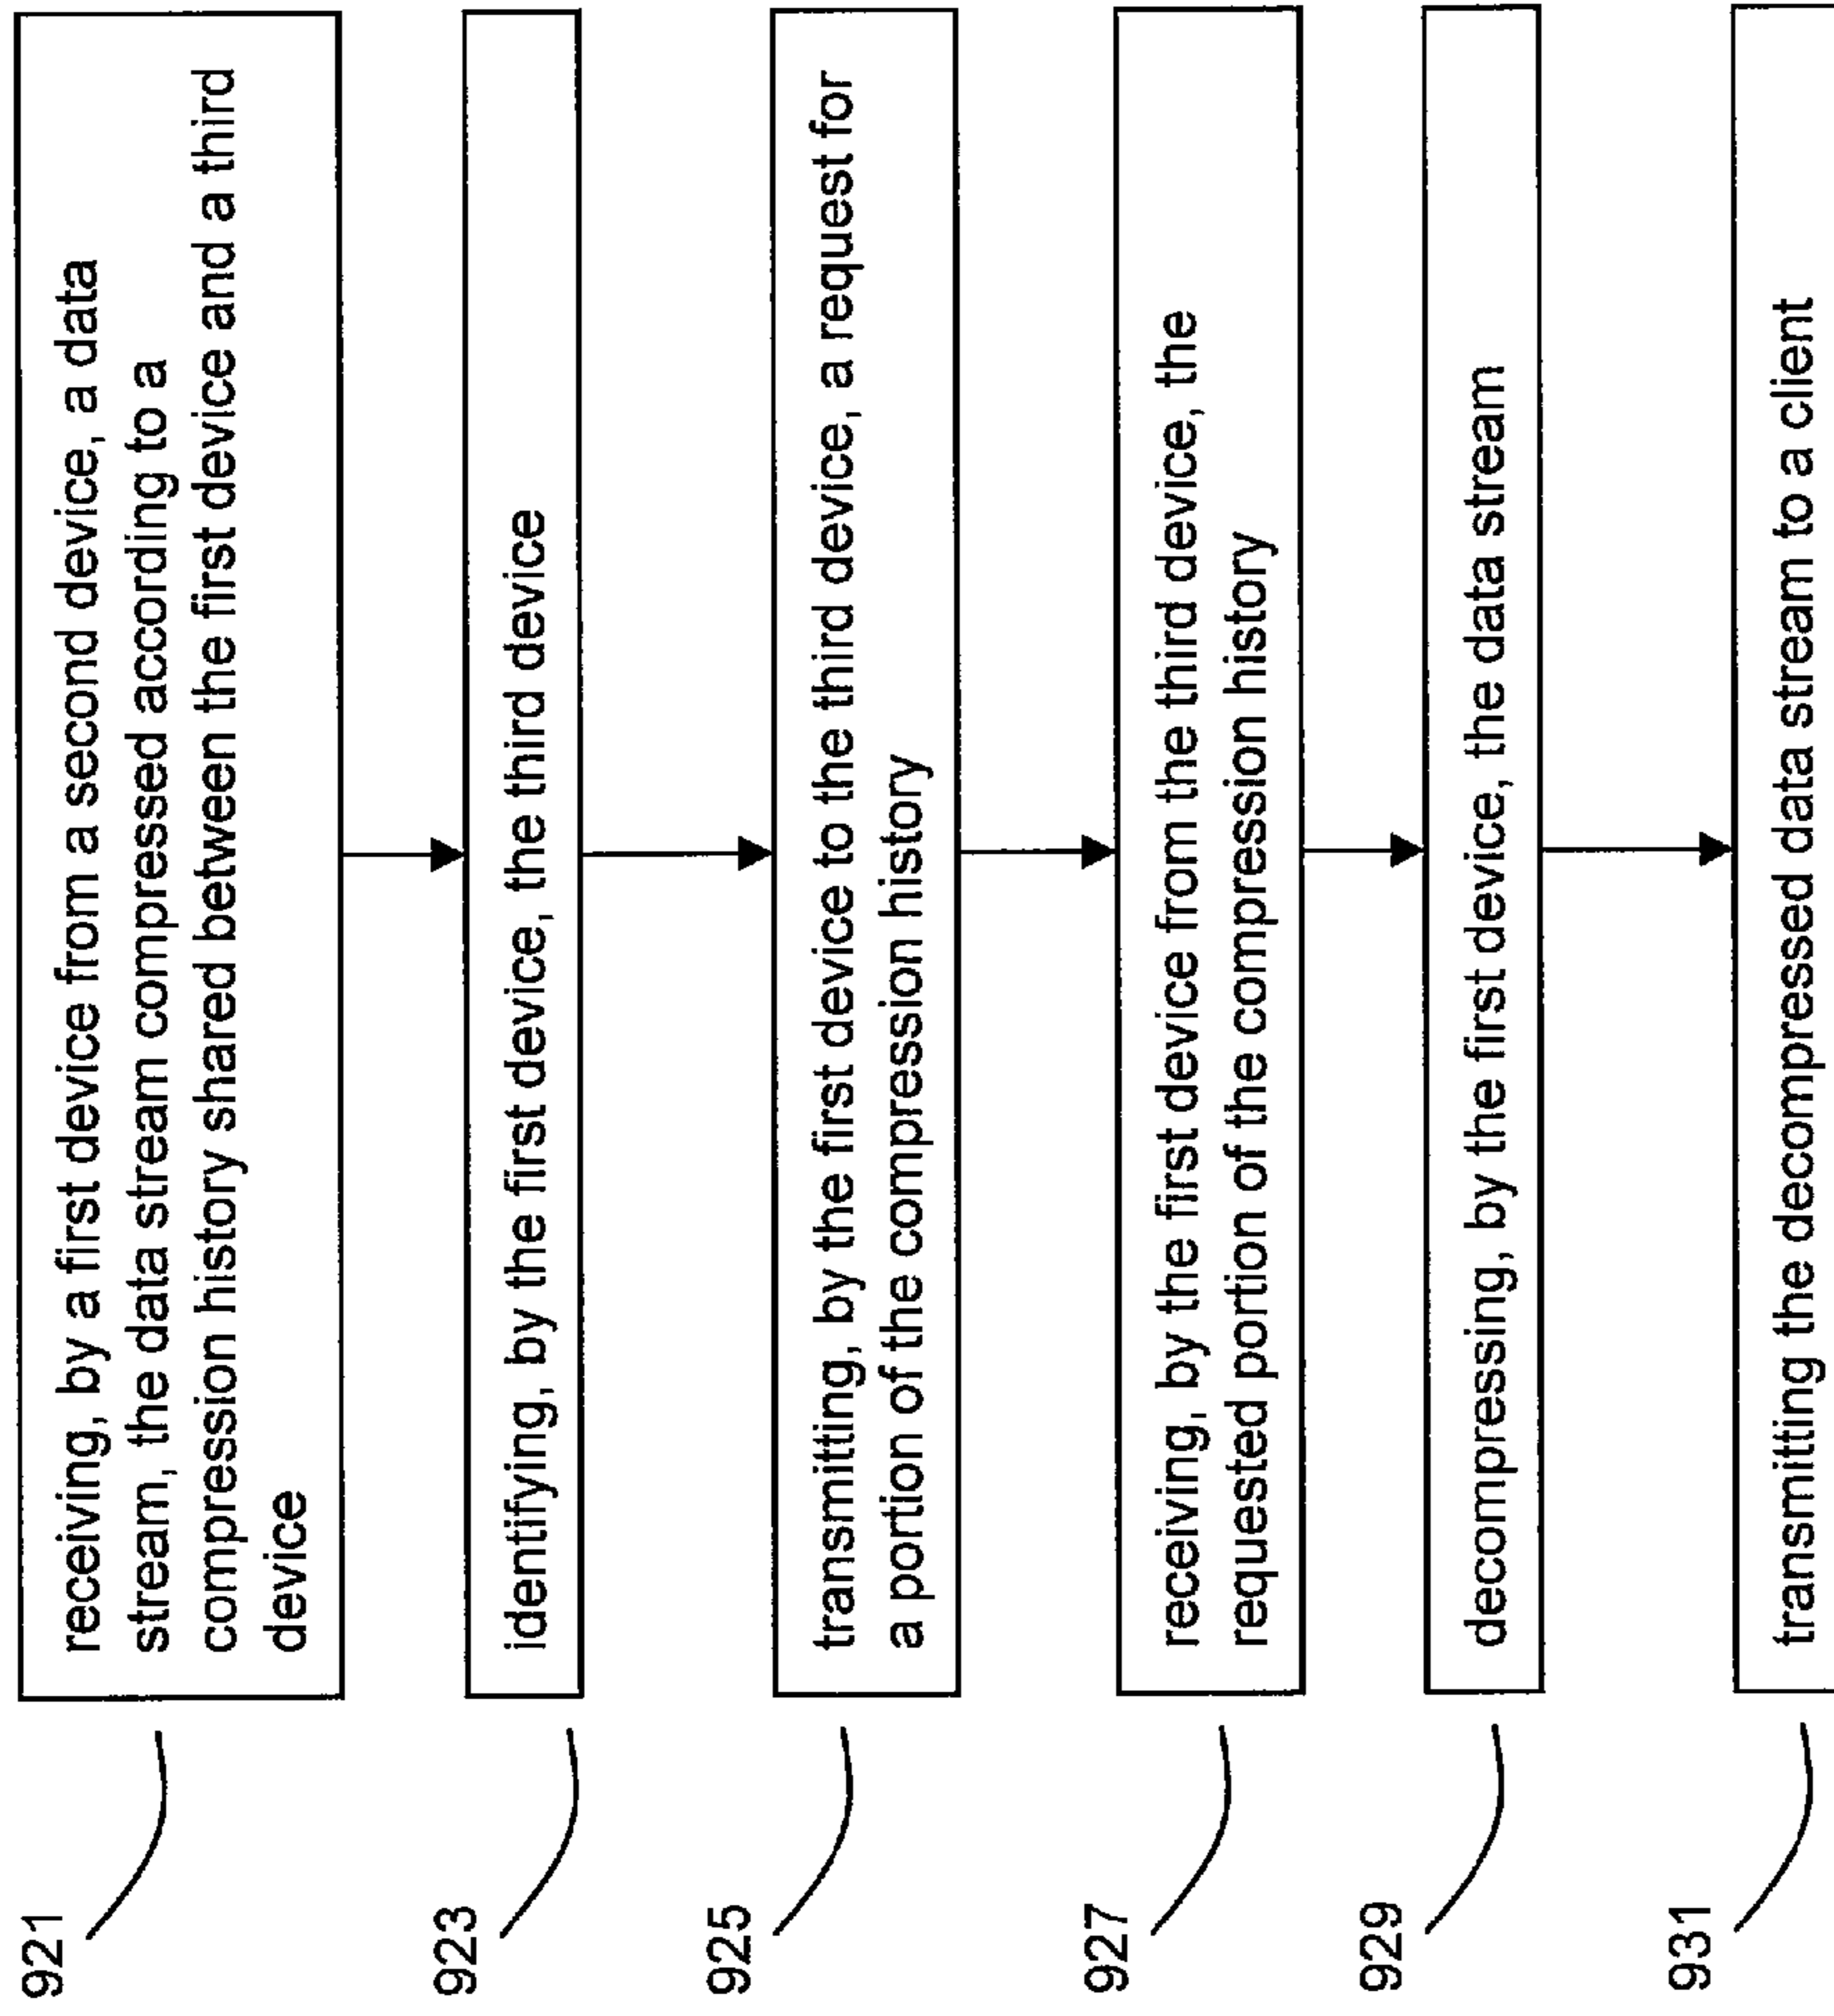 921
receiving, by a first device from a second device, a data
stream, the data stream compressed according to a
compression history shared between the first device and a third
device
923
identifying, by the first device, the third device
925
transmitting, by the first device to the third device, a request for
a portion of the compression history
927
receiving, by the first device from the third device, the
requested portion of the compression history
929
decompressing, by the first device, the data stream
931
transmitting the decompressed data stream to a client